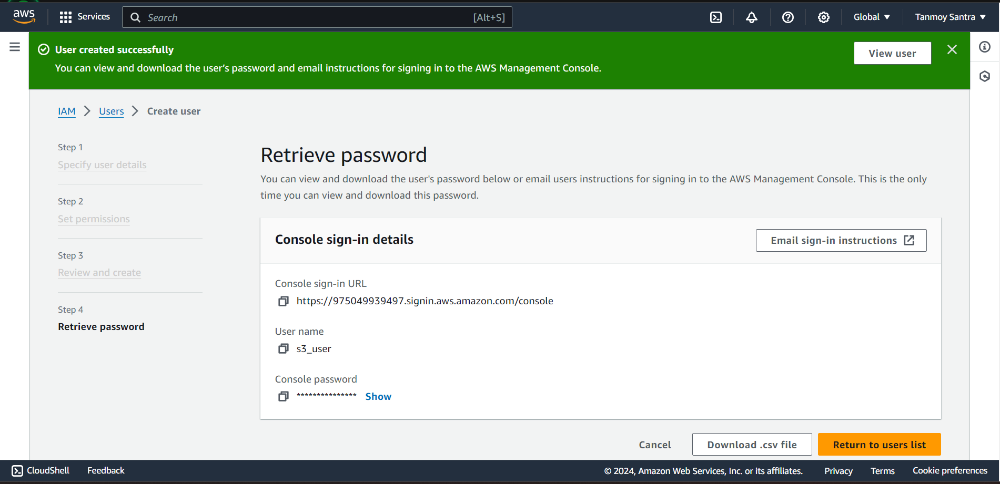 aws
Services
Search
[Alt+S]
Global
Tanmoy Santra
User created successfully
You can view and download the user's password and email instructions for signing in to the AWS Management Console.
View user
IAM
Users
Create user
Step 1
Specify user details
Step 2
Set permissions
Step 3
Review and create
Step 4
Retrieve password
Retrieve password
You can view and download the user's password below or email users instructions for signing in to the AWS Management Console. This is the only
time you can view and download this password.
Console sign-in details
Email sign-in instructions
Console sign-in URL
https://975049939497.signin.aws.amazon.com/console
User name
s3_user
Console password
*************** Show
Cancel
Download .csv file
Return to users list
CloudShell
Feedback
© 2024, Amazon Web Services, Inc. or its affiliates.
Privacy
Terms
Cookie preferences